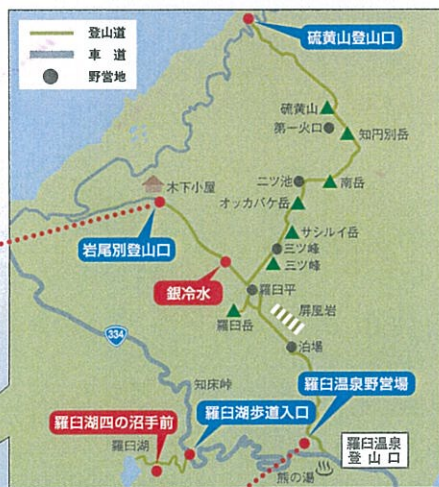 登山道
車道
野営地
硫黄山登山口
硫黄山
第一火口
知円別岳
二ツ池
南岳
オッカバケ岳
木下小屋
岩尾別登山口
サシルイ岳
三ツ峰
三ツ峰
銀冷水
羅臼平
屏風岩
羅臼岳
334
泊場
知床峠
羅臼温泉野営場
羅臼湖歩道入口
羅臼湖四の沼手前
羅臼湖
熊の湯
羅臼温泉
登山口